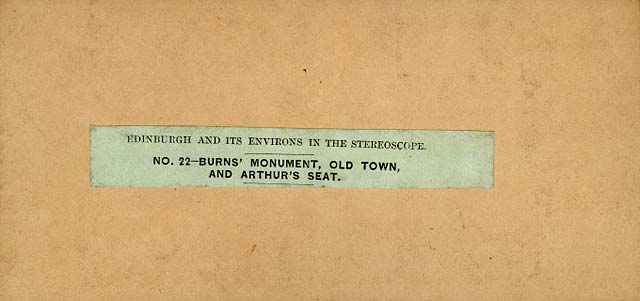 EDINBURGH AND ITS ENVIRONS IN THE STEREOSCOPE.
NO. 22—BURNS' MONUMENT, OLD TOWN,
AND ARTHUR'S SEAT.